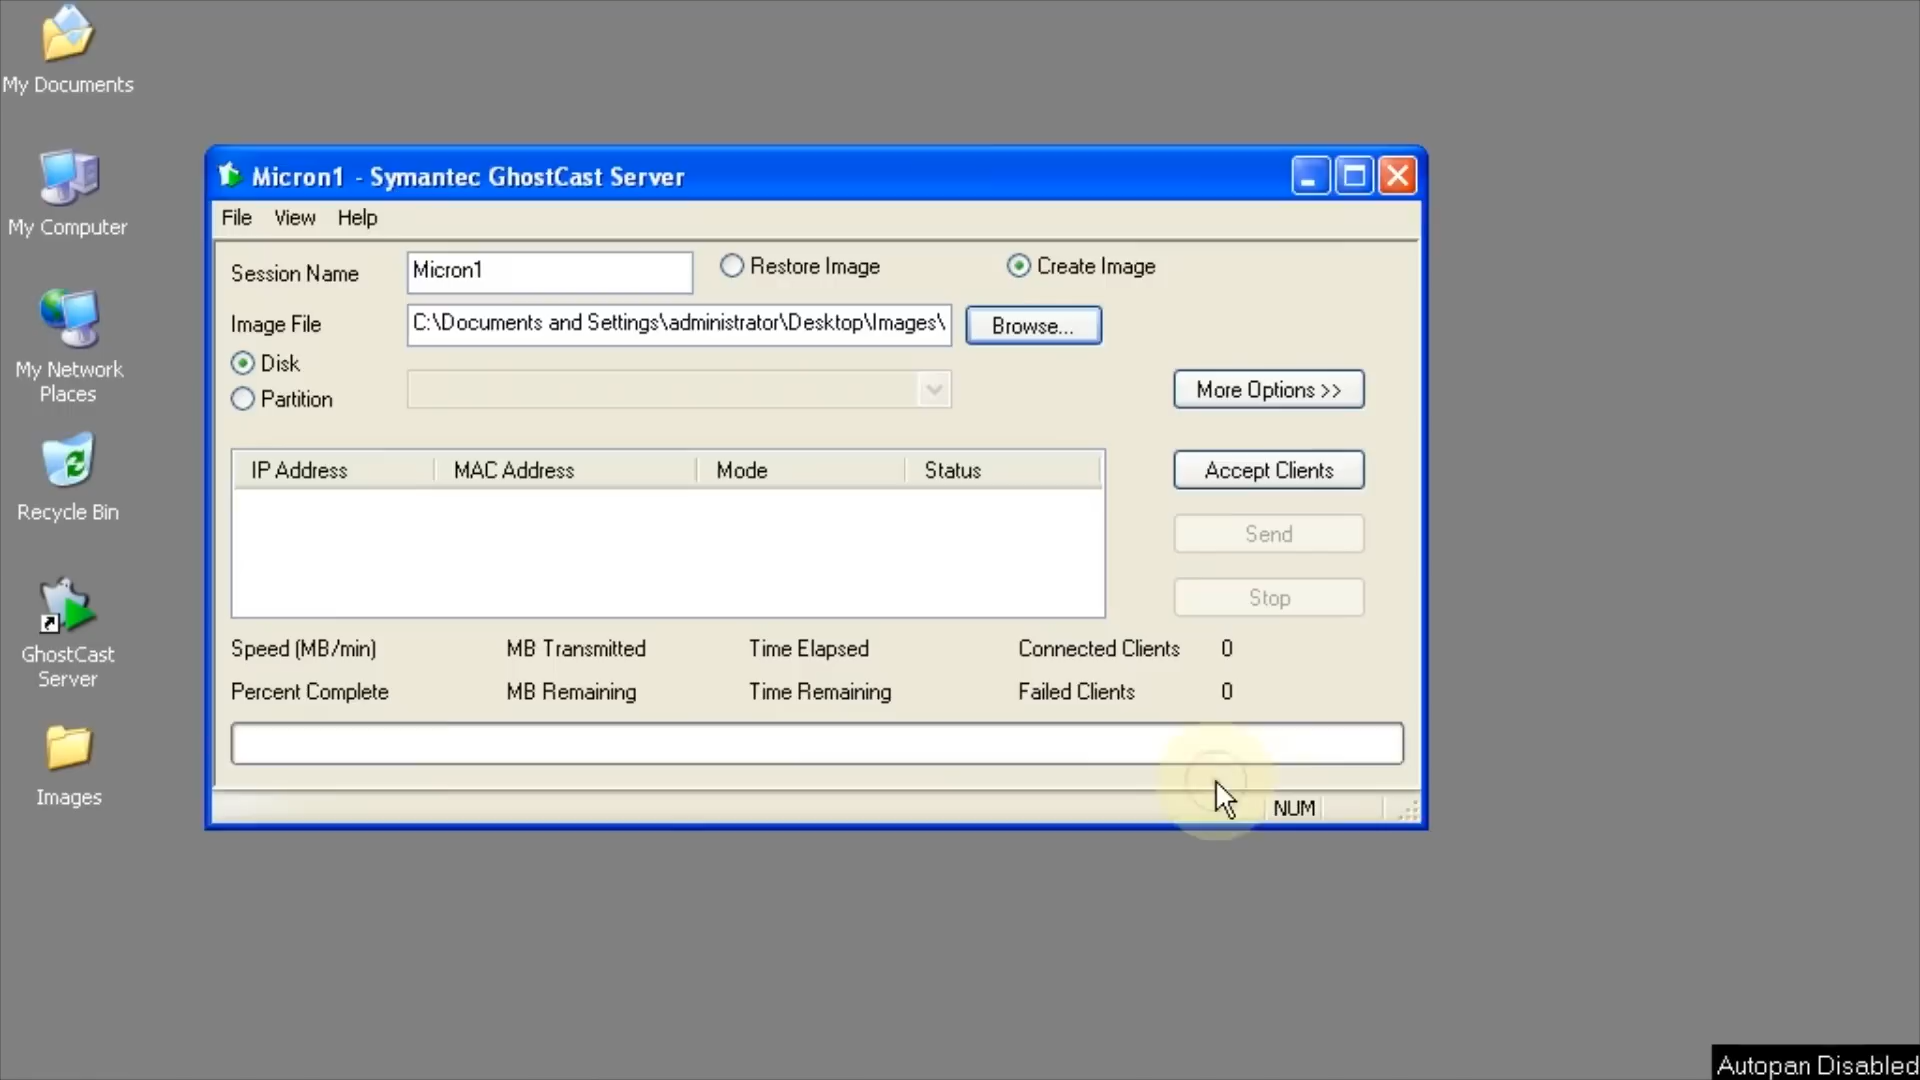 My Documents
My Computer
My Network
Places
Recycle Bin
GhostCast
Server
Images
Micron1 - Symantec GhostCast Server
File View Help
Session Name Micron1 Restore Image Create Image
Image File C:\Documents and Settings\administrator\Desktop\Images\ Browse...
Disk
Partition
More Options >>
IP Address MAC Address Mode Status
Accept Clients
Send
Stop
Speed (MB/min) MB Transmitted Time Elapsed Connected Clients 0
Percent Complete MB Remaining Time Remaining Failed Clients 0
NUM
Autopan Disabled